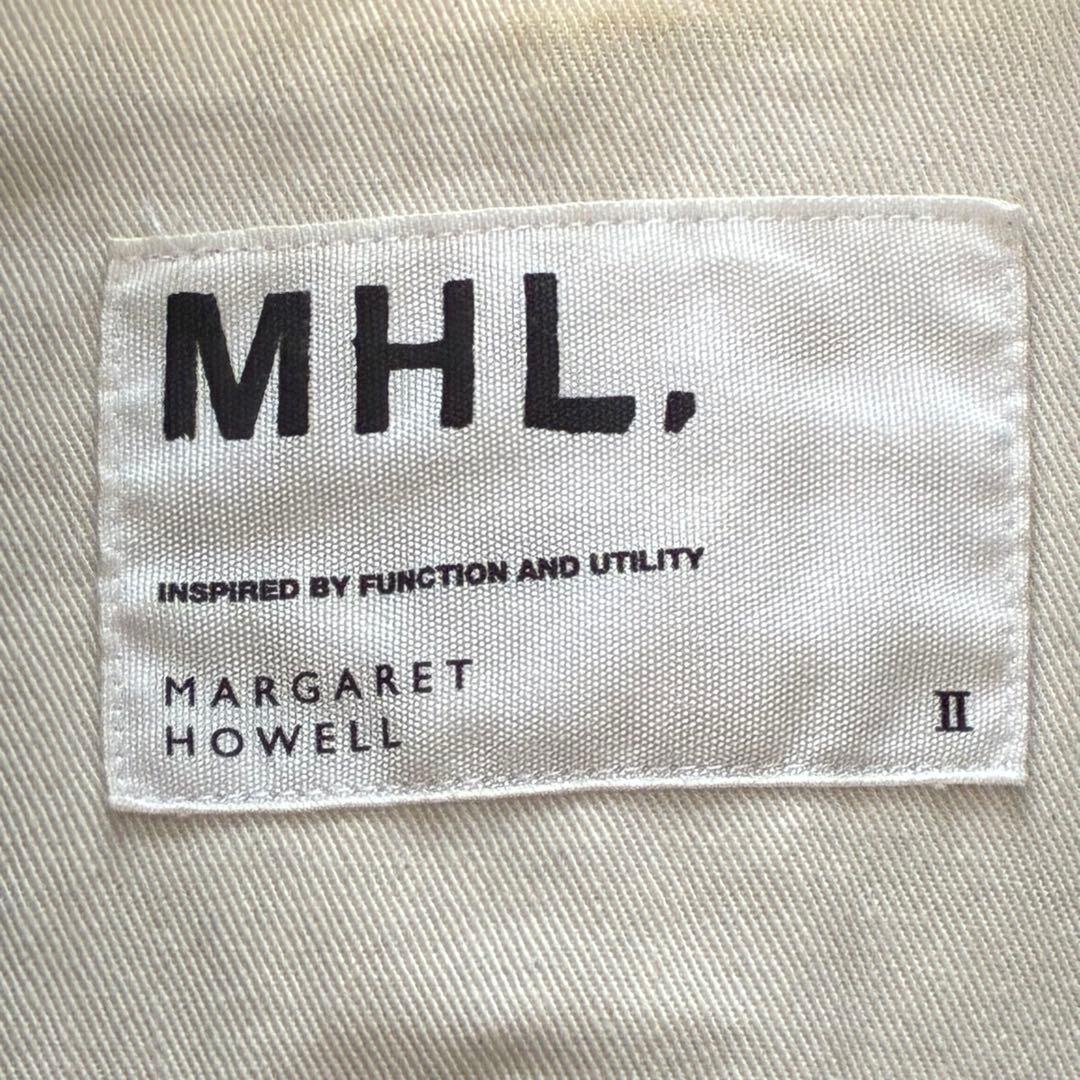 MHL.
INSPIRED BY FUNCTION AND UTILITY
MARGARET
HOWELL
II